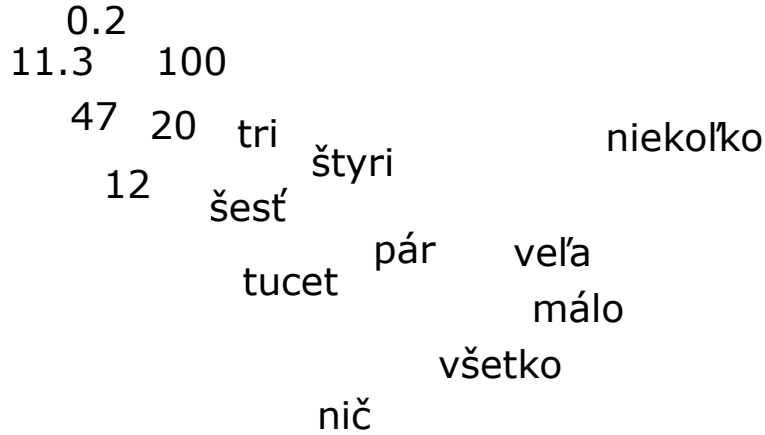 0.2
11.3 100
47 20 tri niekoľko
štyri
12
šesť
pár veľa
tucet
málo
všetko
nič